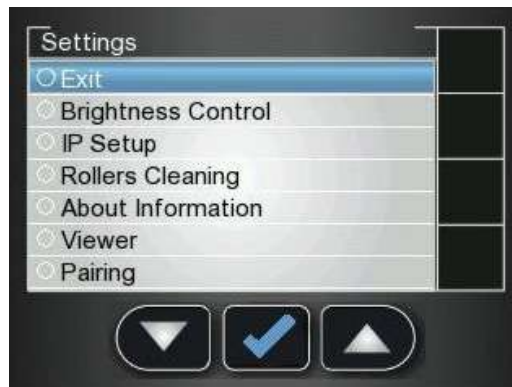 Settings
Exit
Brightness Control
IP Setup
Rollers Cleaning
About Information
Viewer
Pairing